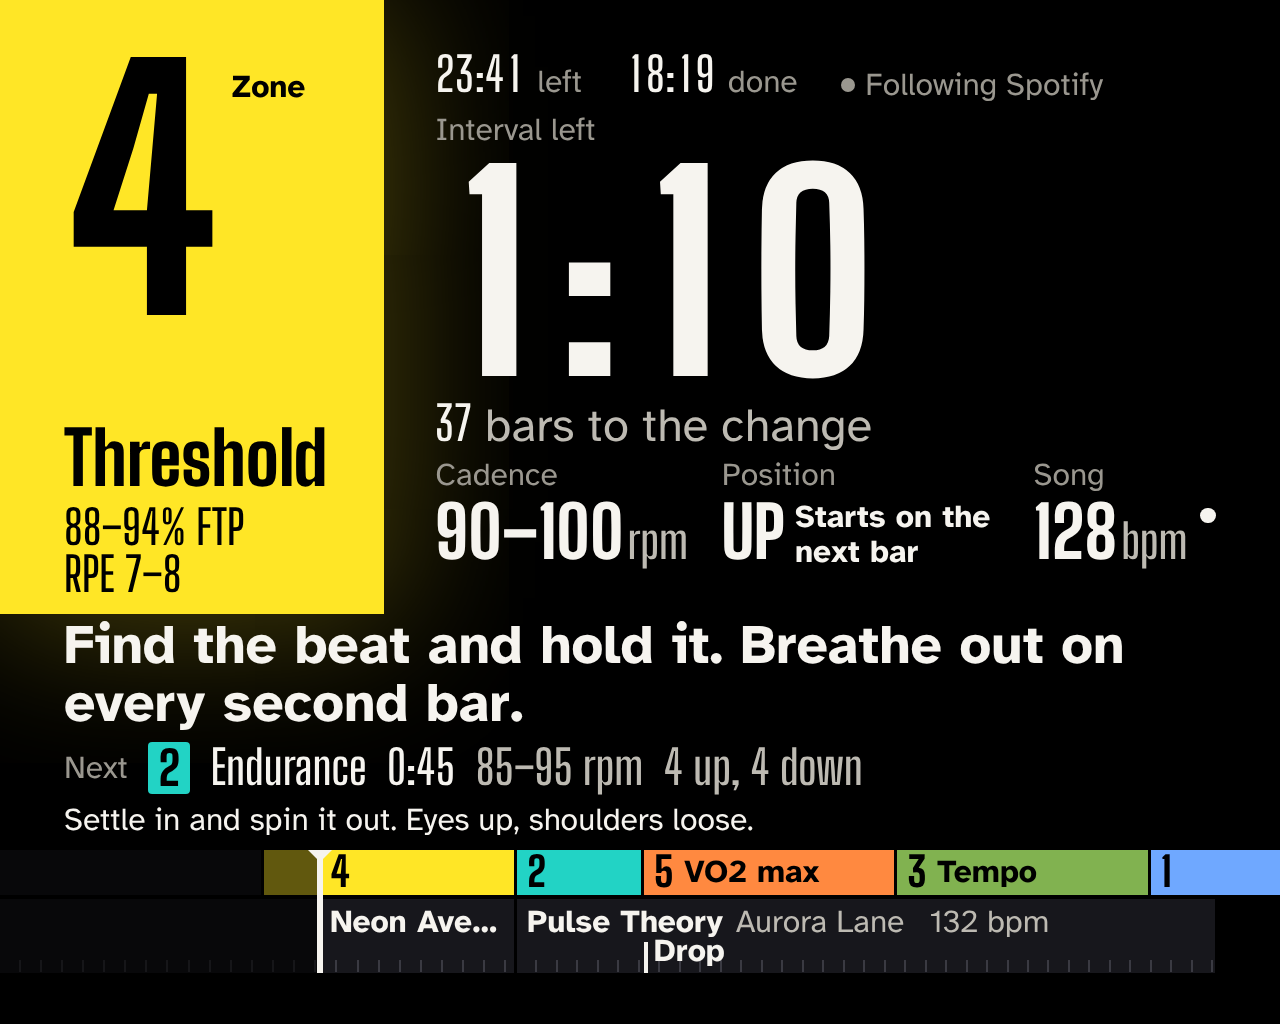 4 Zone
Threshold
88–94% FTP
RPE 7–8
23:41 left 18:19 done Following Spotify
Interval left
1:10
37 bars to the change
Cadence
90–100 rpm
Position
UP Starts on the
next bar
Song
128 bpm
Find the beat and hold it. Breathe out on
every second bar.
Next 2 Endurance 0:45 85–95 rpm 4 up, 4 down
Settle in and spin it out. Eyes up, shoulders loose.
4 2 5 VO2 max 3 Tempo 1
Neon Ave... Pulse Theory Aurora Lane 132 bpm
Drop